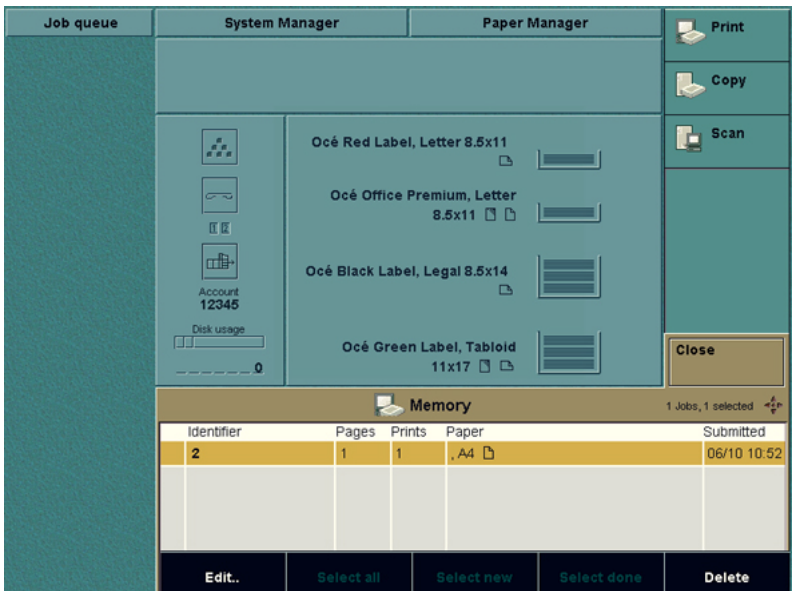 Job queue
System Manager
Paper Manager
Print
Copy
Scan
Océ Red Label, Letter 8.5x11
Océ Office Premium, Letter
8.5x11
1 2
Account
12345
Océ Black Label, Legal 8.5x14
Disk usage
Océ Green Label, Tabloid
11x17
_ _ _ _ _ _ 0
Close
Memory
1 Jobs, 1 selected
Identifier Pages Prints Paper Submitted
2 1 1 , A4 06/10 10:52
Edit.. Select all Select new Select done Delete